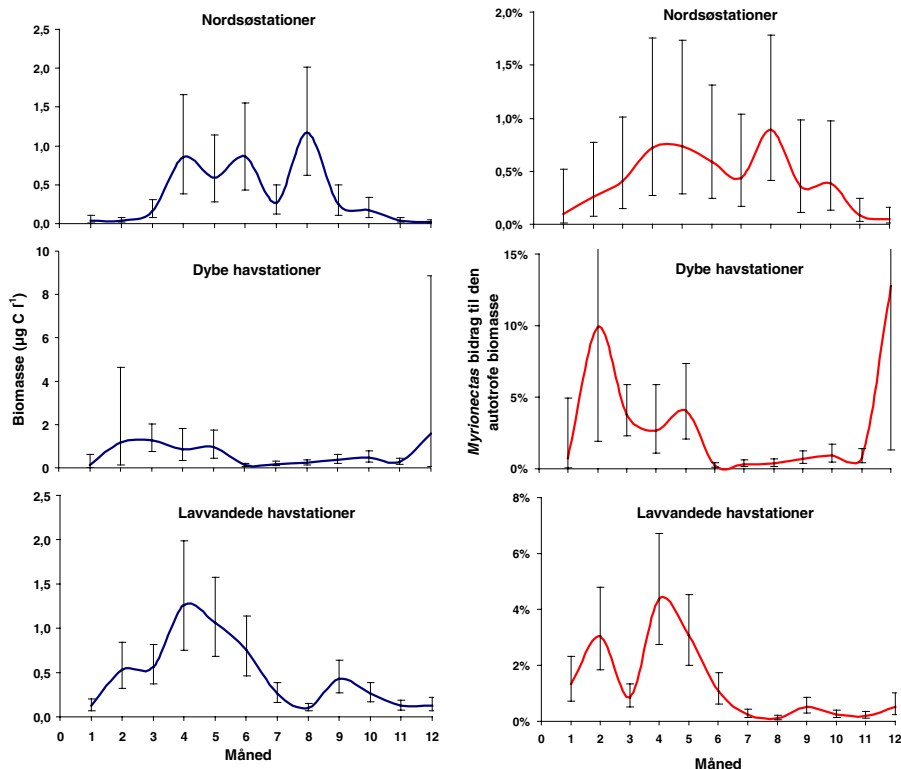 Nordsøstationer
2,5
2,0
1,5
1,0
0,5
0,0
Dybe havstationer
10
8
6
4
2
0
Biomasse (µg C l¹)
Lavvandede havstationer
2,5
2,0
1,5
1,0
0,5
0,0
0 1 2 3 4 5 6 7 8 9 10 11 12
Måned
Nordsøstationer
2,0%
1,5%
1,0%
0,5%
0,0%
Dybe havstationer
15%
10%
5%
0%
Myrionectas bidrag til den
autotrofe biomasse
Lavvandede havstationer
8%
6%
4%
2%
0%
0 1 2 3 4 5 6 7 8 9 10 11 12
Måned